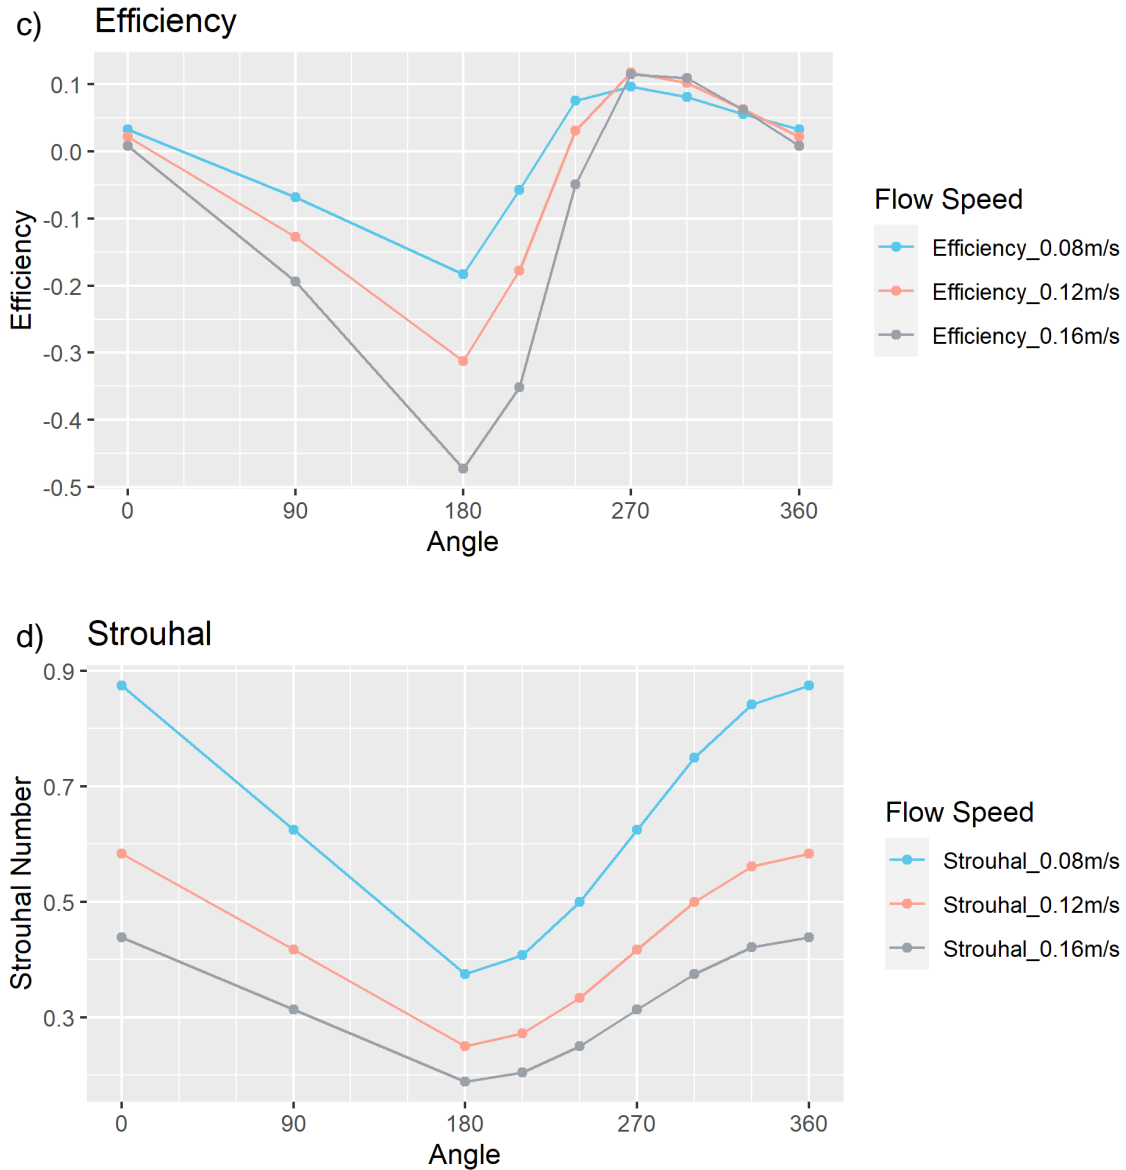 c)
Efficiency
0.1
0.0
-0.1
-0.2
-0.3
-0.4
-0.5
Efficiency
0
90
180
270
360
Angle
Flow Speed
Efficiency_0.08m/s
Efficiency_0.12m/s
Efficiency_0.16m/s
d)
Strouhal
0.9
0.7
0.5
0.3
Strouhal Number
0
90
180
270
360
Angle
Flow Speed
Strouhal_0.08m/s
Strouhal_0.12m/s
Strouhal_0.16m/s